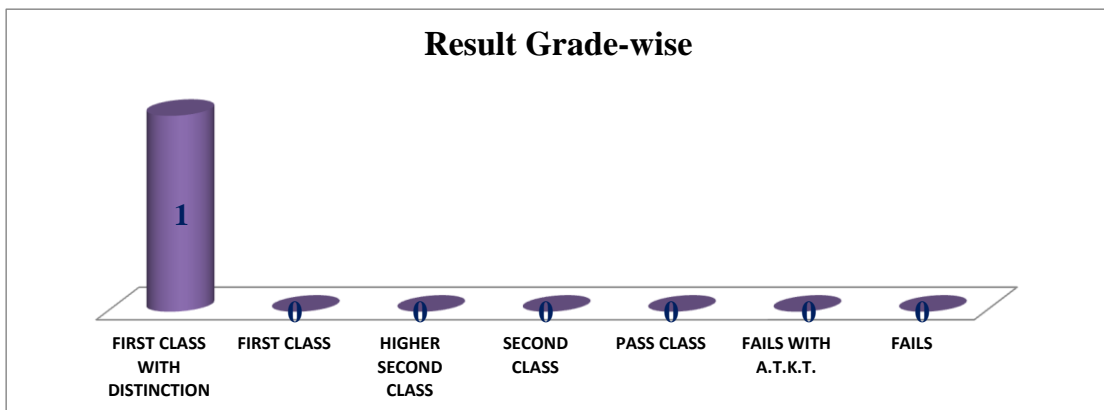 Result Grade-wise
1
0 0 0 0 0 0
FIRST CLASS WITH DISTINCTION
FIRST CLASS
HIGHER SECOND CLASS
SECOND CLASS
PASS CLASS
FAILS WITH A.T.K.T.
FAILS